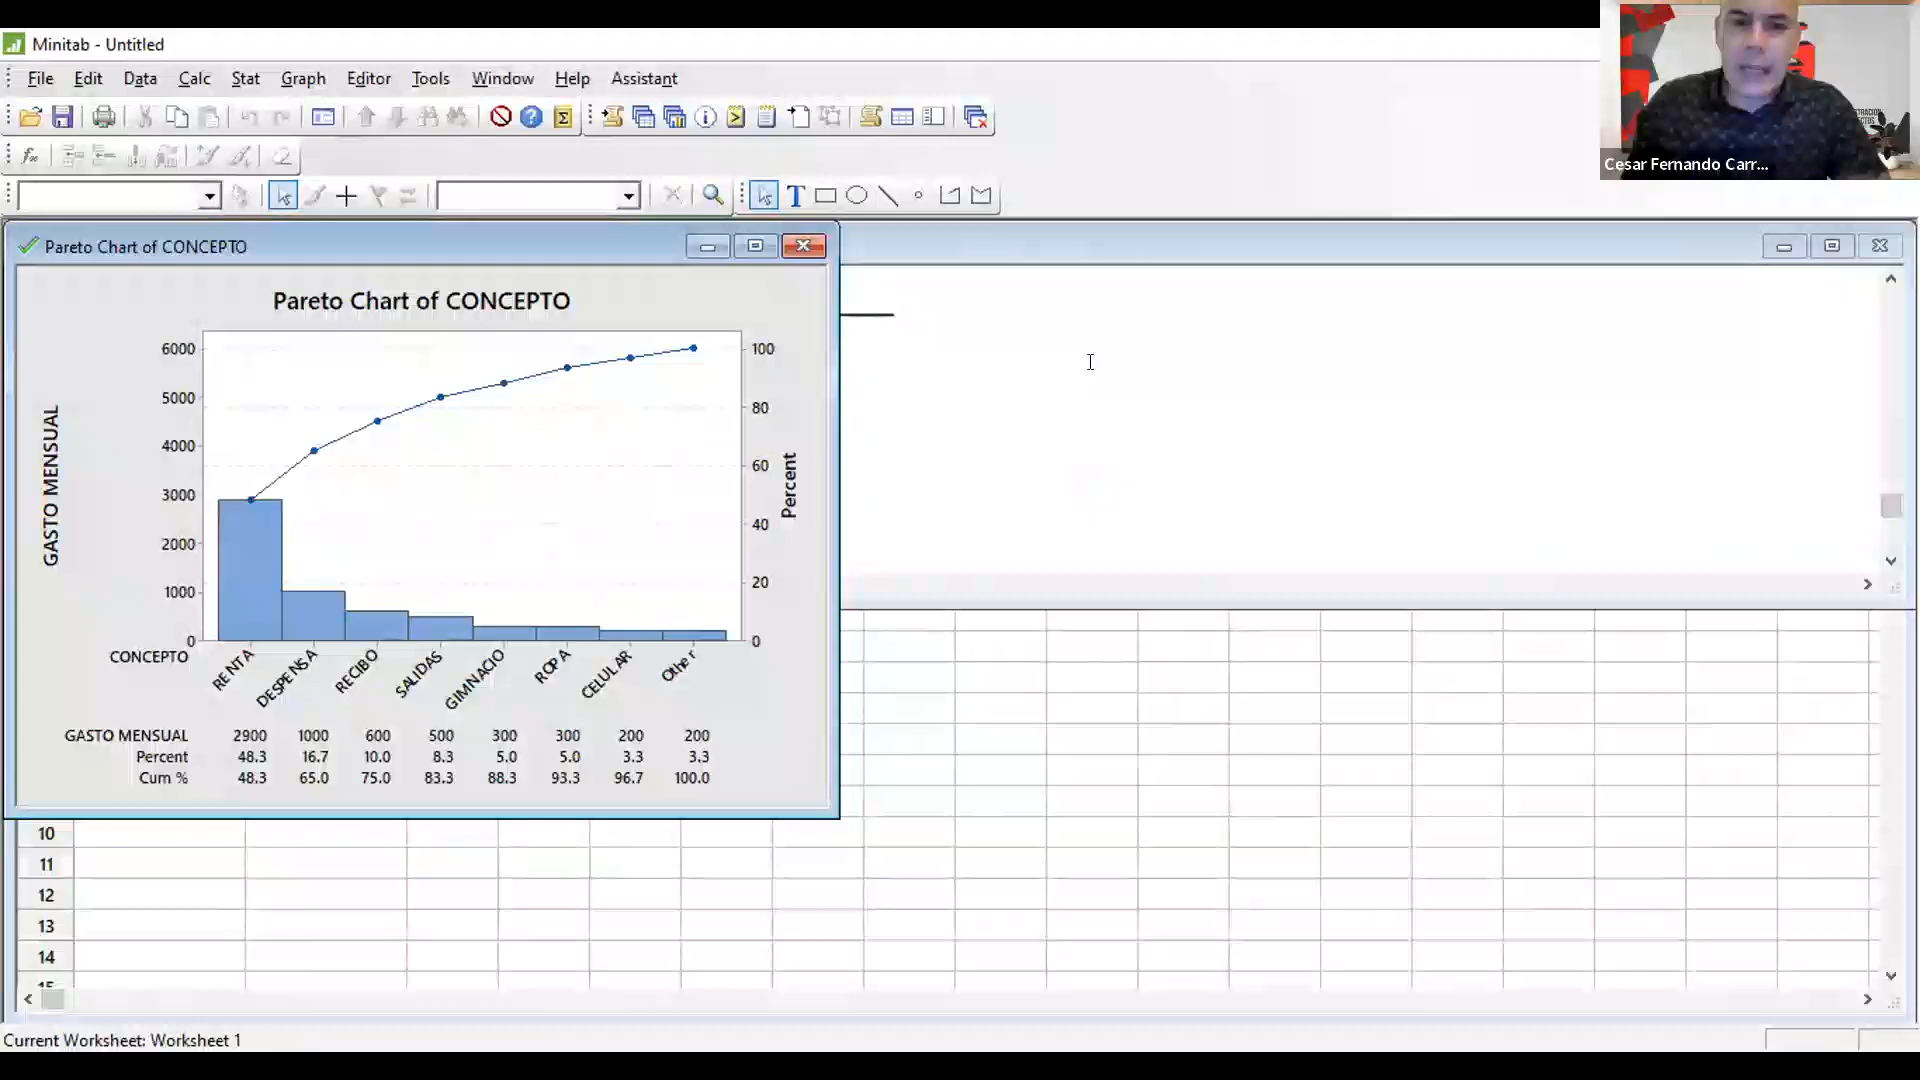 Minitab - Untitled
File Edit Data Calc Stat Graph Editor Tools Window Help Assistant
Cesar Fernando Carr...
Pareto Chart of CONCEPTO
Pareto Chart of CONCEPTO
GASTO MENSUAL
6000
5000
4000
3000
2000
1000
0
100
80
60
40
20
0
Percent
CONCEPTO RENTA DESPENSA RECIBO SALIDAS GIMNACIO ROPA CELULAR Other
GASTO MENSUAL 2900 1000 600 500 300 300 200 200
Percent 48.3 16.7 10.0 8.3 5.0 5.0 3.3 3.3
Cum % 48.3 65.0 75.0 83.3 88.3 93.3 96.7 100.0
10
11
12
13
14
Current Worksheet: Worksheet 1